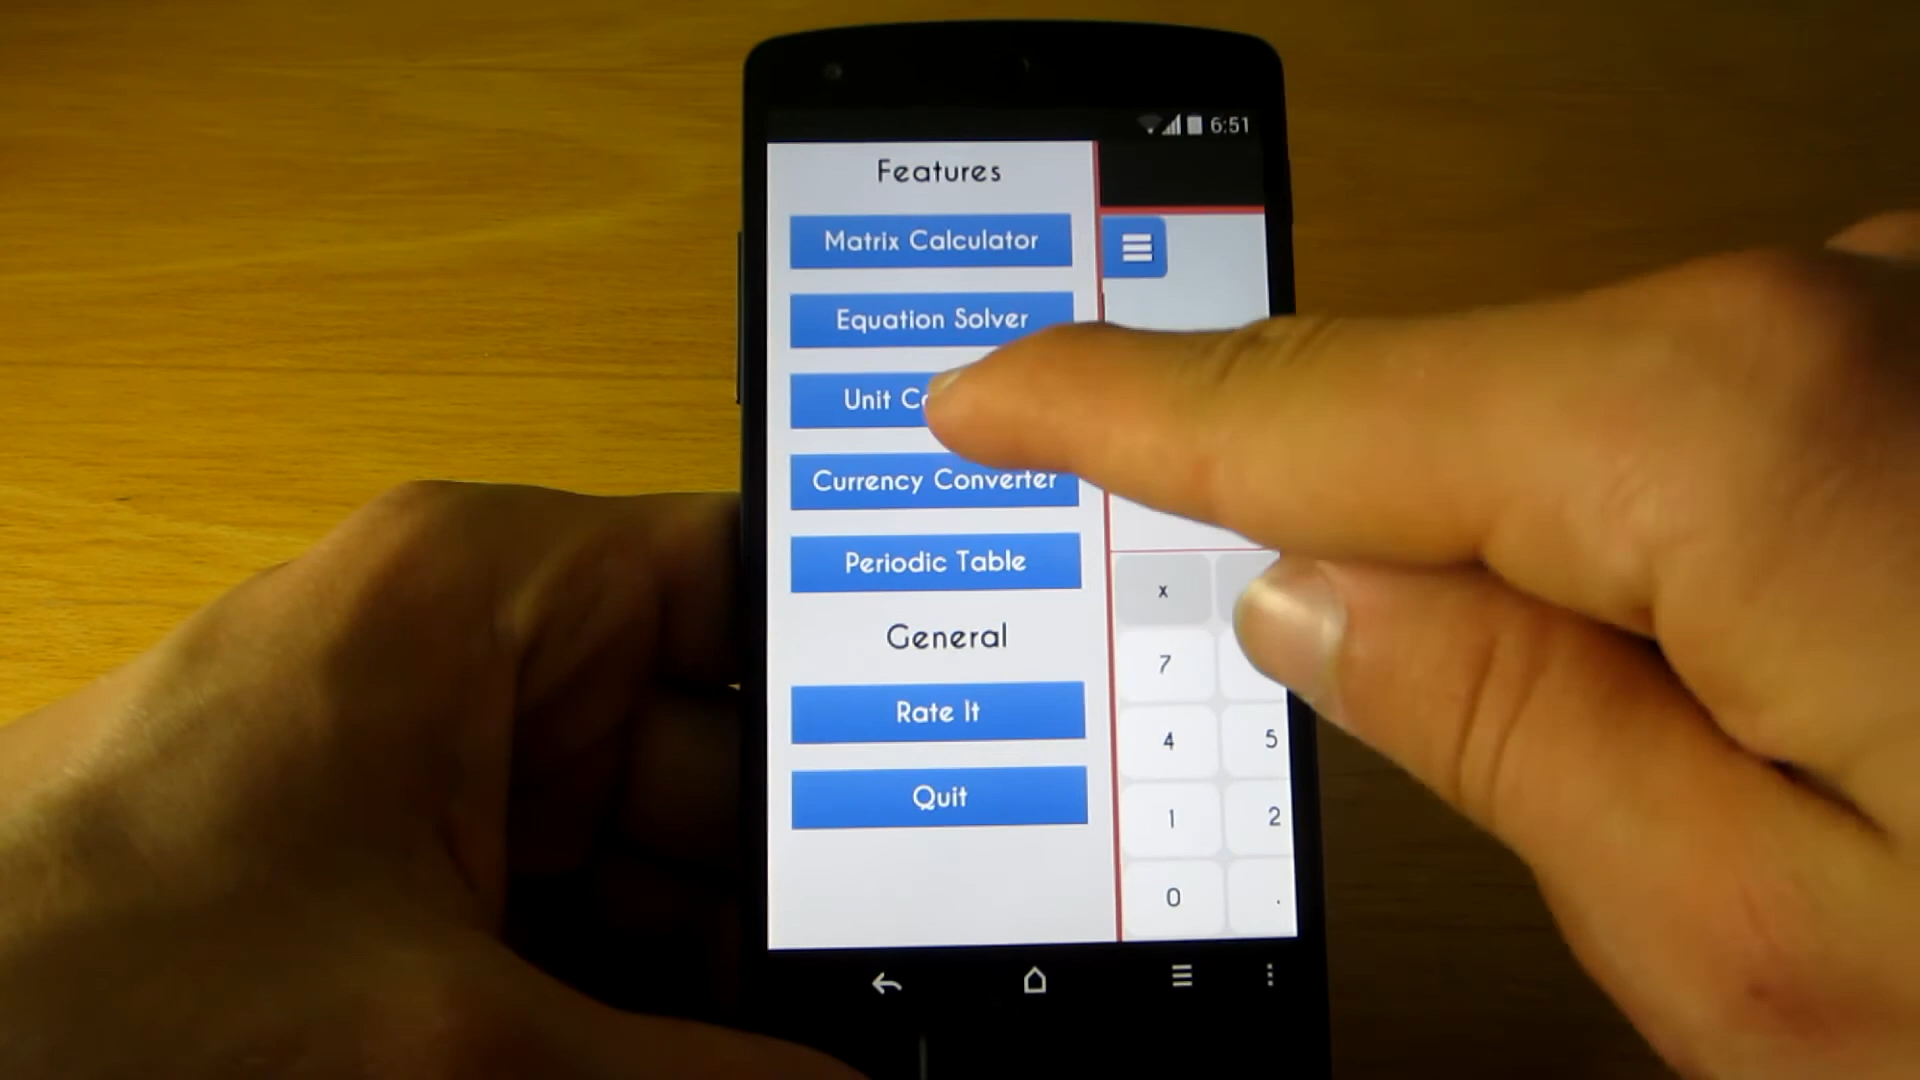 6:51
Features
Matrix Calculator
Equation Solver
Unit
Currency Converter
Periodic Table
General
Rate It
Quit
x
7
4 5
1 2
0 .